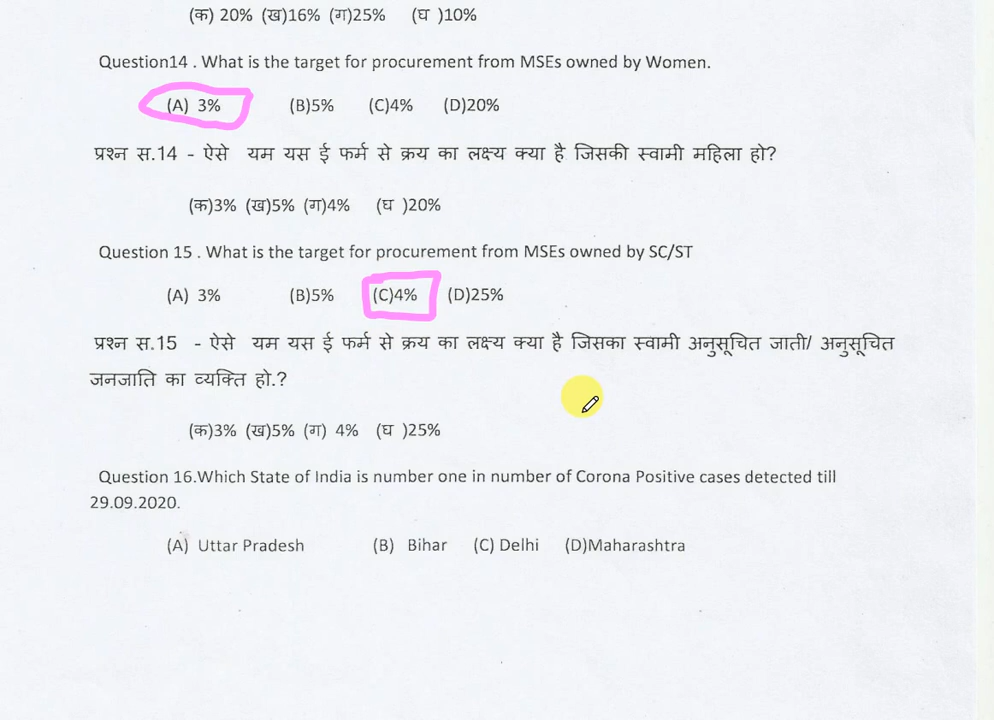 (क) 20% (ख)16% (ग)25% (घ )10%
Question14 . What is the target for procurement from MSEs owned by Women.
(A) 3% (B)5% (C)4% (D)20%
प्रश्न स.14 - ऐसे यम यस ई फर्म से क्रय का लक्ष्य क्या है जिसकी स्वामी महिला हो?
(क)3% (ख)5% (ग)4% (घ )20%
Question 15 . What is the target for procurement from MSEs owned by SC/ST
(A) 3% (B)5% (C)4% (D)25%
प्रश्न स.15 - ऐसे यम यस ई फर्म से क्रय का लक्ष्य क्या है जिसका स्वामी अनुसूचित जाती/ अनुसूचित
जनजाति का व्यक्ति हो.?
(क)3% (ख)5% (ग) 4% (घ )25%
Question 16.Which State of India is number one in number of Corona Positive cases detected till
29.09.2020.
(A) Uttar Pradesh (B) Bihar (C) Delhi (D)Maharashtra